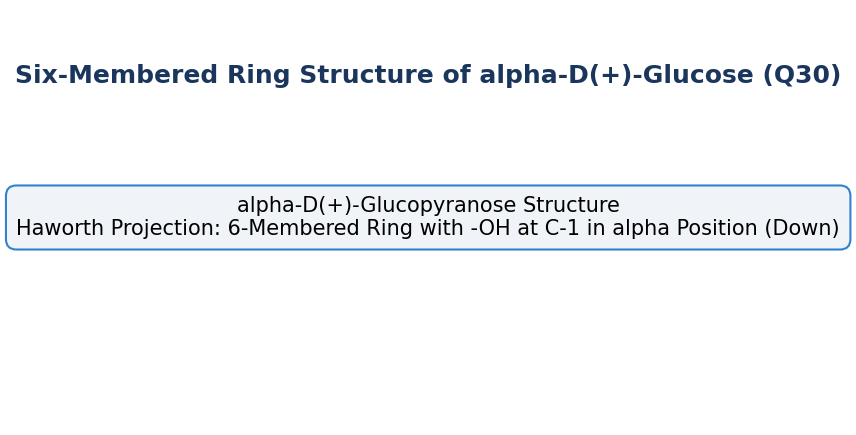 Six-Membered Ring Structure of alpha-D(+)-Glucose (Q30)
alpha-D(+)-Glucopyranose Structure
Haworth Projection: 6-Membered Ring with -OH at C-1 in alpha Position (Down)